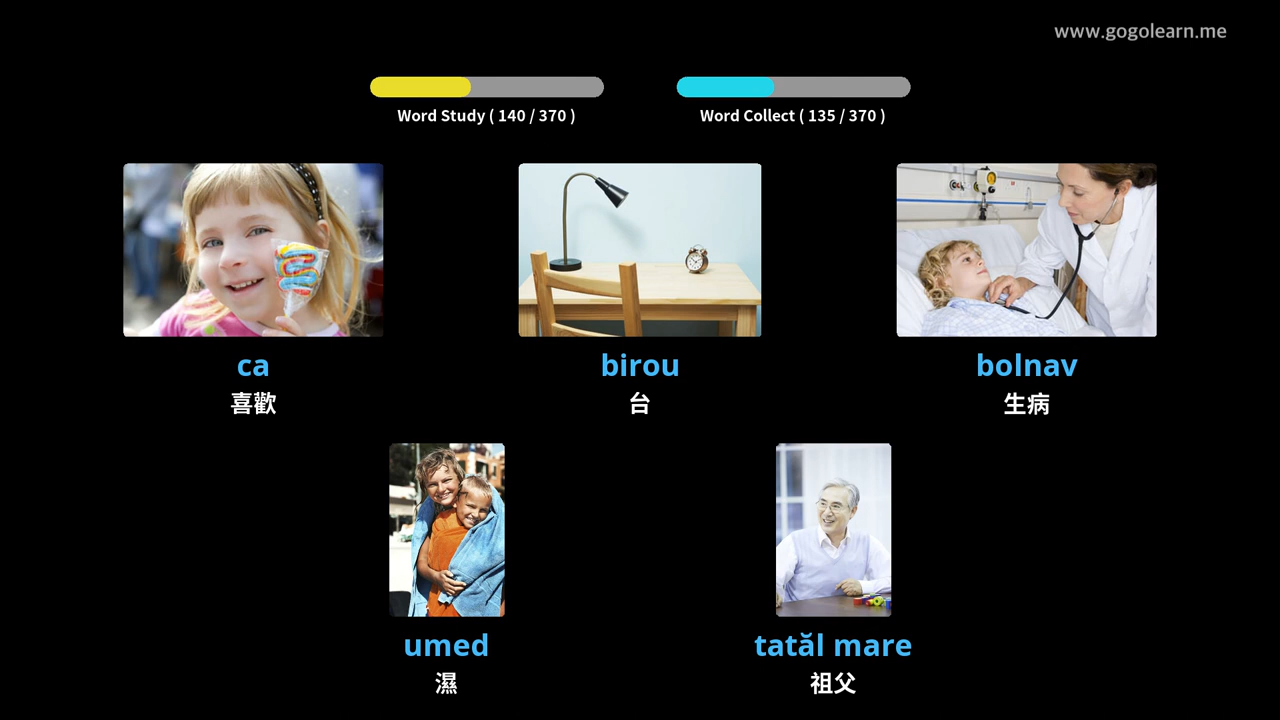 www.gogolearn.me
Word Study ( 140 / 370 )
Word Collect ( 135 / 370 )
ca
喜歡
birou
台
bolnav
生病
umed
濕
tatăl mare
祖父